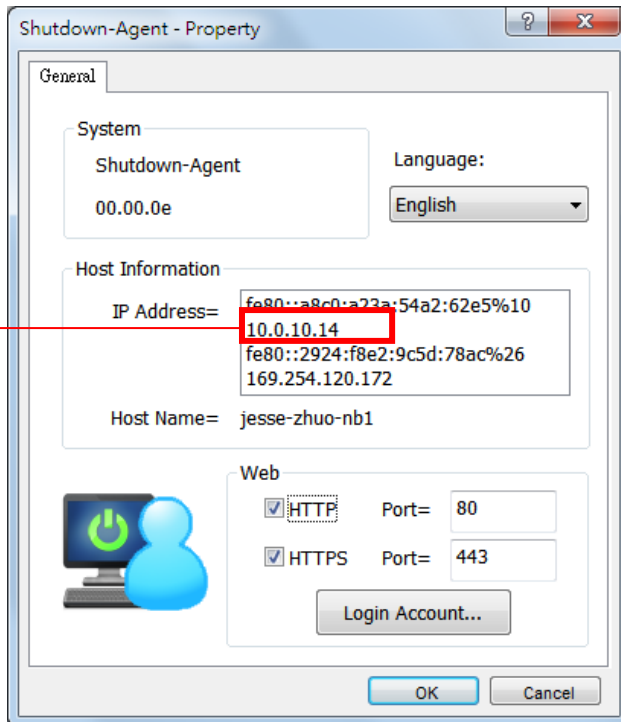 Shutdown-Agent - Property
General
System
Shutdown-Agent
00.00.0e
Language:
English
Host Information
IP Address=
fe80::a8c0:a23a:54a2:62e5%10
10.0.10.14
fe80::2924:f8e2:9c5d:78ac%26
169.254.120.172
Host Name= jesse-zhuo-nb1
Web
HTTP Port= 80
HTTPS Port= 443
Login Account...
OK Cancel